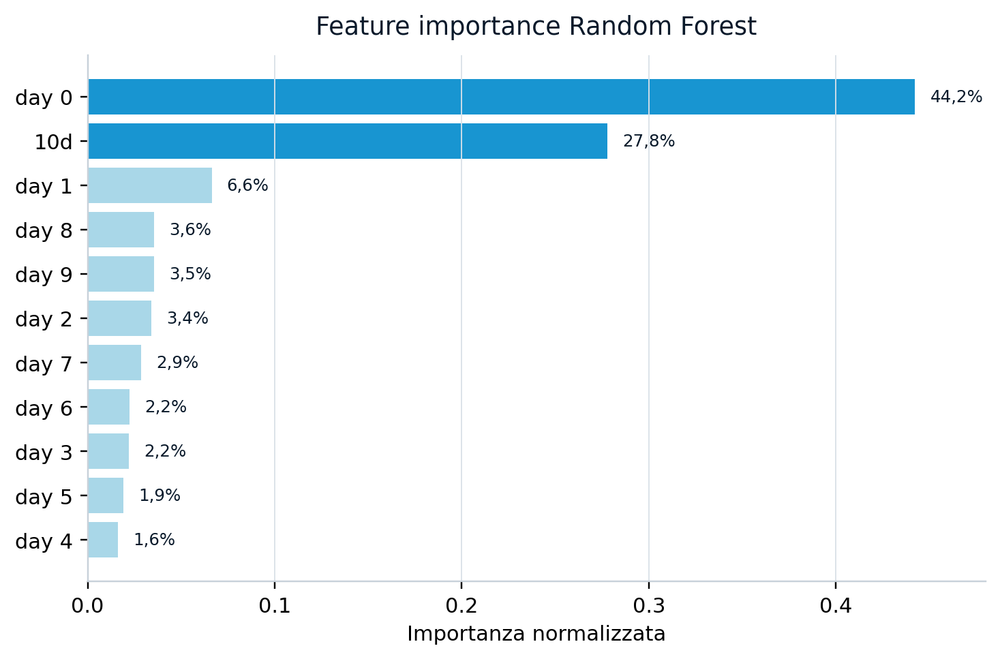 Feature importance Random Forest
day 0 44,2%
10d 27,8%
day 1 6,6%
day 8 3,6%
day 9 3,5%
day 2 3,4%
day 7 2,9%
day 6 2,2%
day 3 2,2%
day 5 1,9%
day 4 1,6%
0.0 0.1 0.2 0.3 0.4
Importanza normalizzata